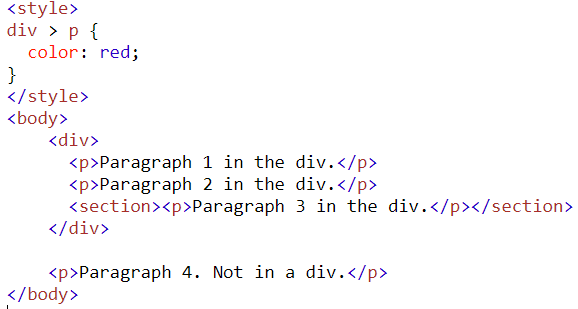 <style>
div > p {
  color: red;
}
</style>
<body>
    <div>
      <p>Paragraph 1 in the div.</p>
      <p>Paragraph 2 in the div.</p>
      <section><p>Paragraph 3 in the div.</p></section>
    </div>

    <p>Paragraph 4. Not in a div.</p>
</body>